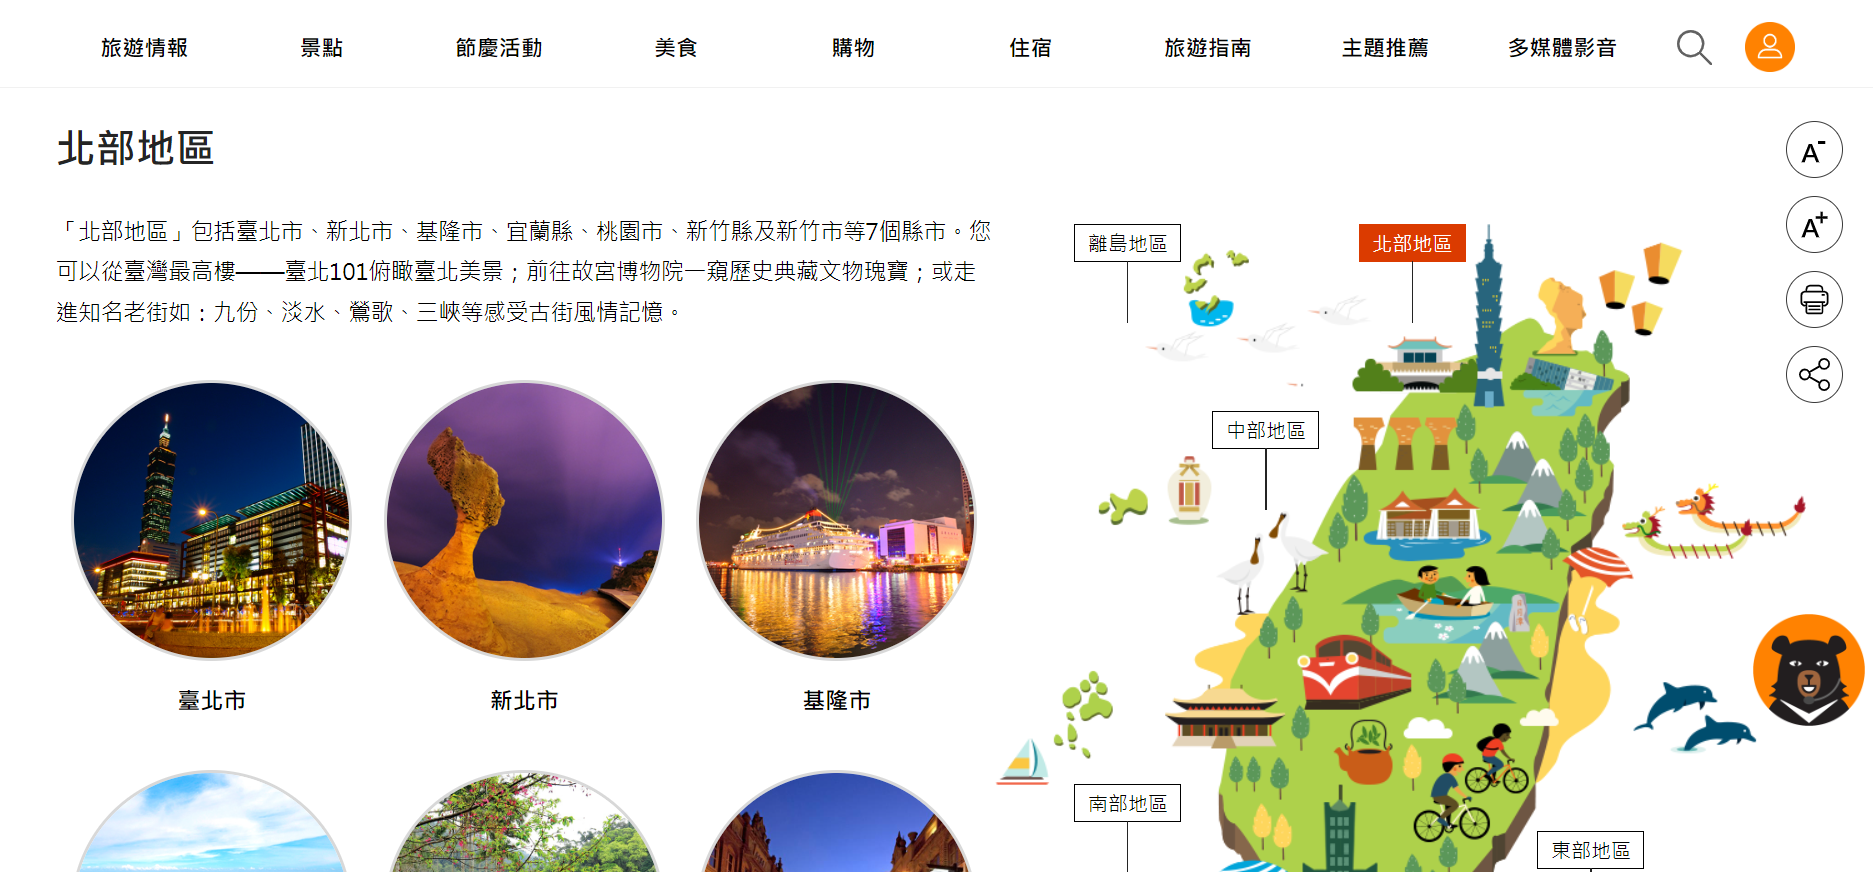 旅遊情報 景點 節慶活動 美食 購物 住宿 旅遊指南 主題推薦 多媒體影音
北部地區
「北部地區」包括臺北市、新北市、基隆市、宜蘭縣、桃園市、新竹縣及新竹市等7個縣市。您
可以從臺灣最高樓——臺北101俯瞰臺北美景；前往故宮博物院一窺歷史典藏文物瑰寶；或走
進知名老街如：九份、淡水、鶯歌、三峽等感受古街風情記憶。
臺北市 新北市 基隆市
離島地區
北部地區
中部地區
南部地區
東部地區
A-
A+